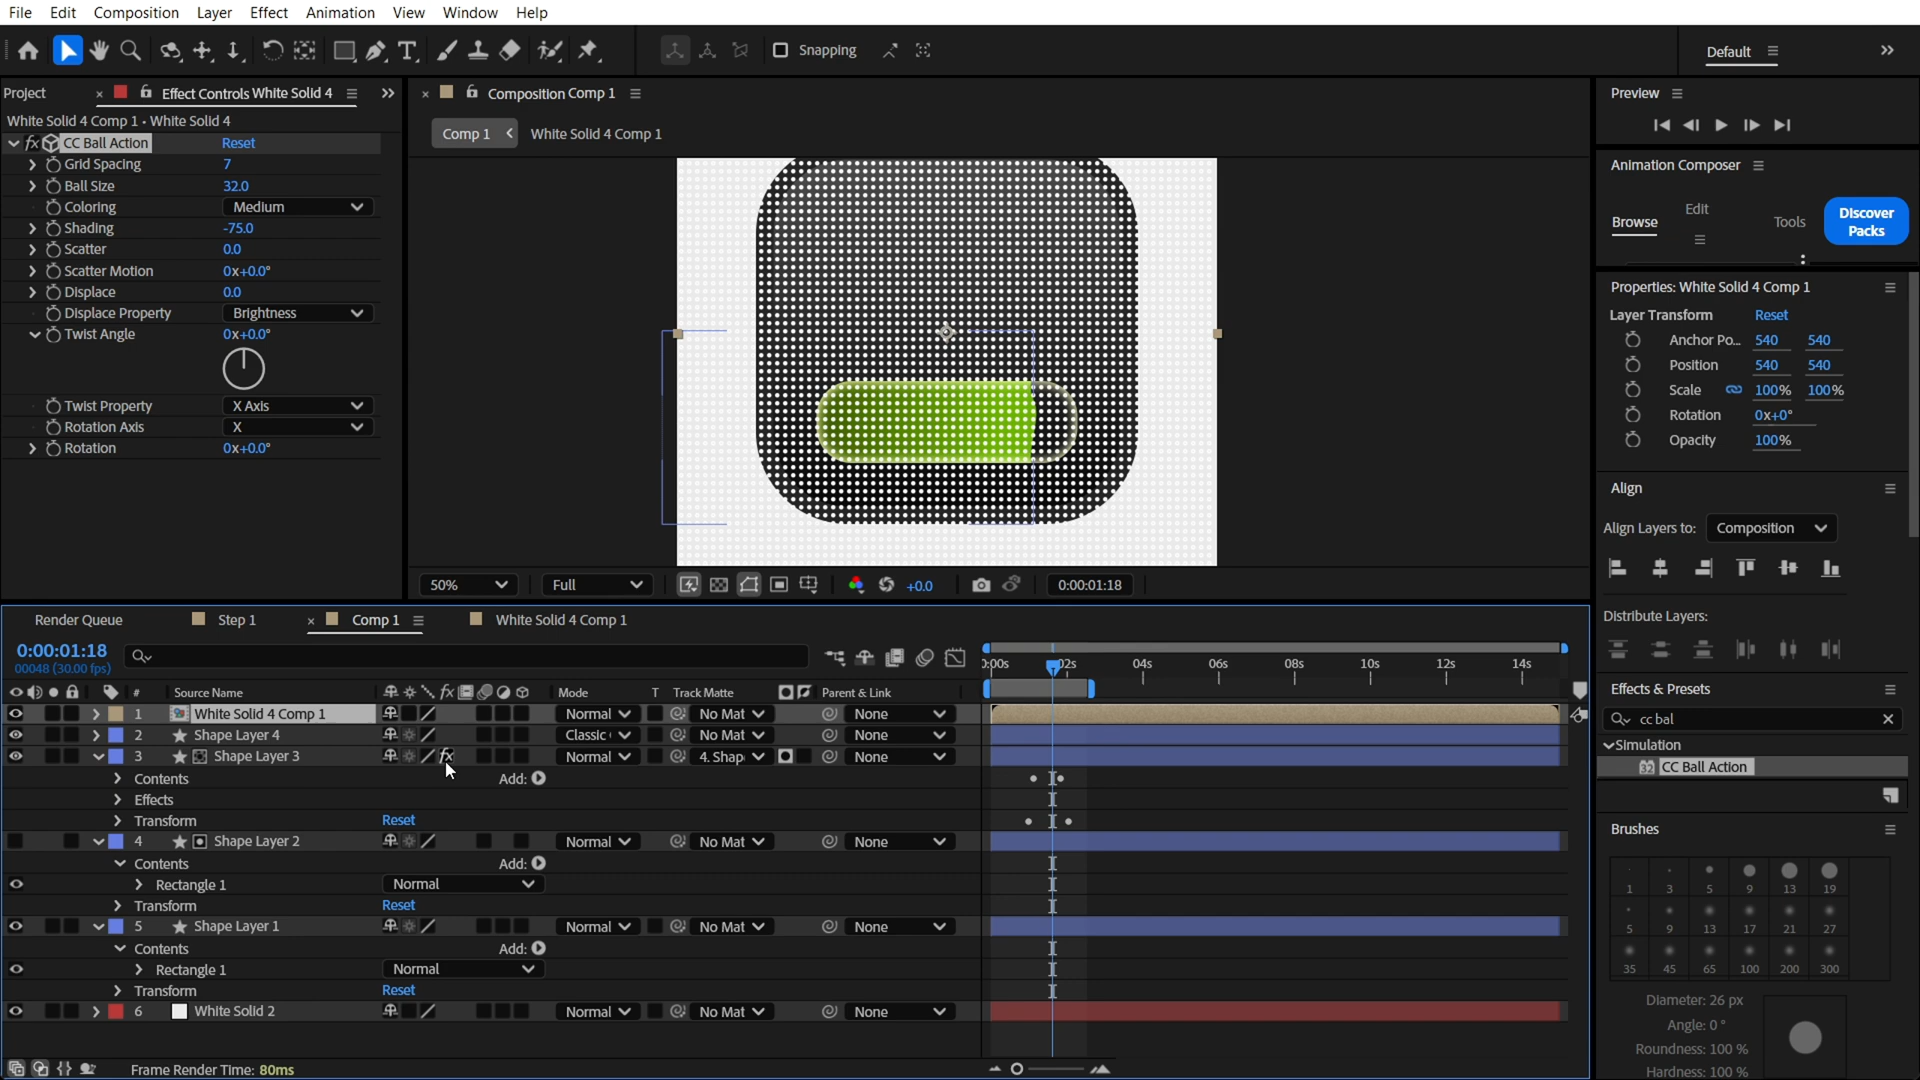 File Edit Composition Layer Effect Animation View Window Help
Snapping
Default
Project
Effect Controls White Solid 4
White Solid 4 Comp 1 • White Solid 4
fx CC Ball Action Reset
Grid Spacing 7
Ball Size 32.0
Coloring Medium
Shading -75.0
Scatter 0.0
Scatter Motion 0x+0.0°
Displace 0.0
Displace Property Brightness
Twist Angle 0x+0.0°
Twist Property X Axis
Rotation Axis X
Rotation 0x+0.0°
Composition Comp 1
Comp 1 White Solid 4 Comp 1
50% Full +0.0 0:00:01:18
Preview
Animation Composer
Browse Edit Tools Discover Packs
Properties: White Solid 4 Comp 1
Layer Transform Reset
Anchor Po... 540 540
Position 540 540
Scale 100% 100%
Rotation 0x+0°
Opacity 100%
Align
Align Layers to: Composition
Distribute Layers:
Effects & Presets
cc bal
Simulation
32 CC Ball Action
Brushes
1 3 5 9 13 19
5 9 13 17 21 27
35 45 65 100 200 300
Diameter: 26 px
Angle: 0°
Roundness: 100 %
Hardness: 100 %
Render Queue Step 1 Comp 1 White Solid 4 Comp 1
0:00:01:18
00048 (30.00 fps)
0:00s 02s 04s 06s 08s 10s 12s 14s
# Source Name fx Mode T Track Matte Parent & Link
1 White Solid 4 Comp 1 Normal No Mat None
2 Shape Layer 4 Classic No Mat None
3 Shape Layer 3 fx Normal 4. Shap None
Contents Add:
Effects
Transform Reset
4 Shape Layer 2 Normal No Mat None
Contents Add:
Rectangle 1 Normal
Transform Reset
5 Shape Layer 1 Normal No Mat None
Contents Add:
Rectangle 1 Normal
Transform Reset
6 White Solid 2 Normal No Mat None
Frame Render Time: 80ms